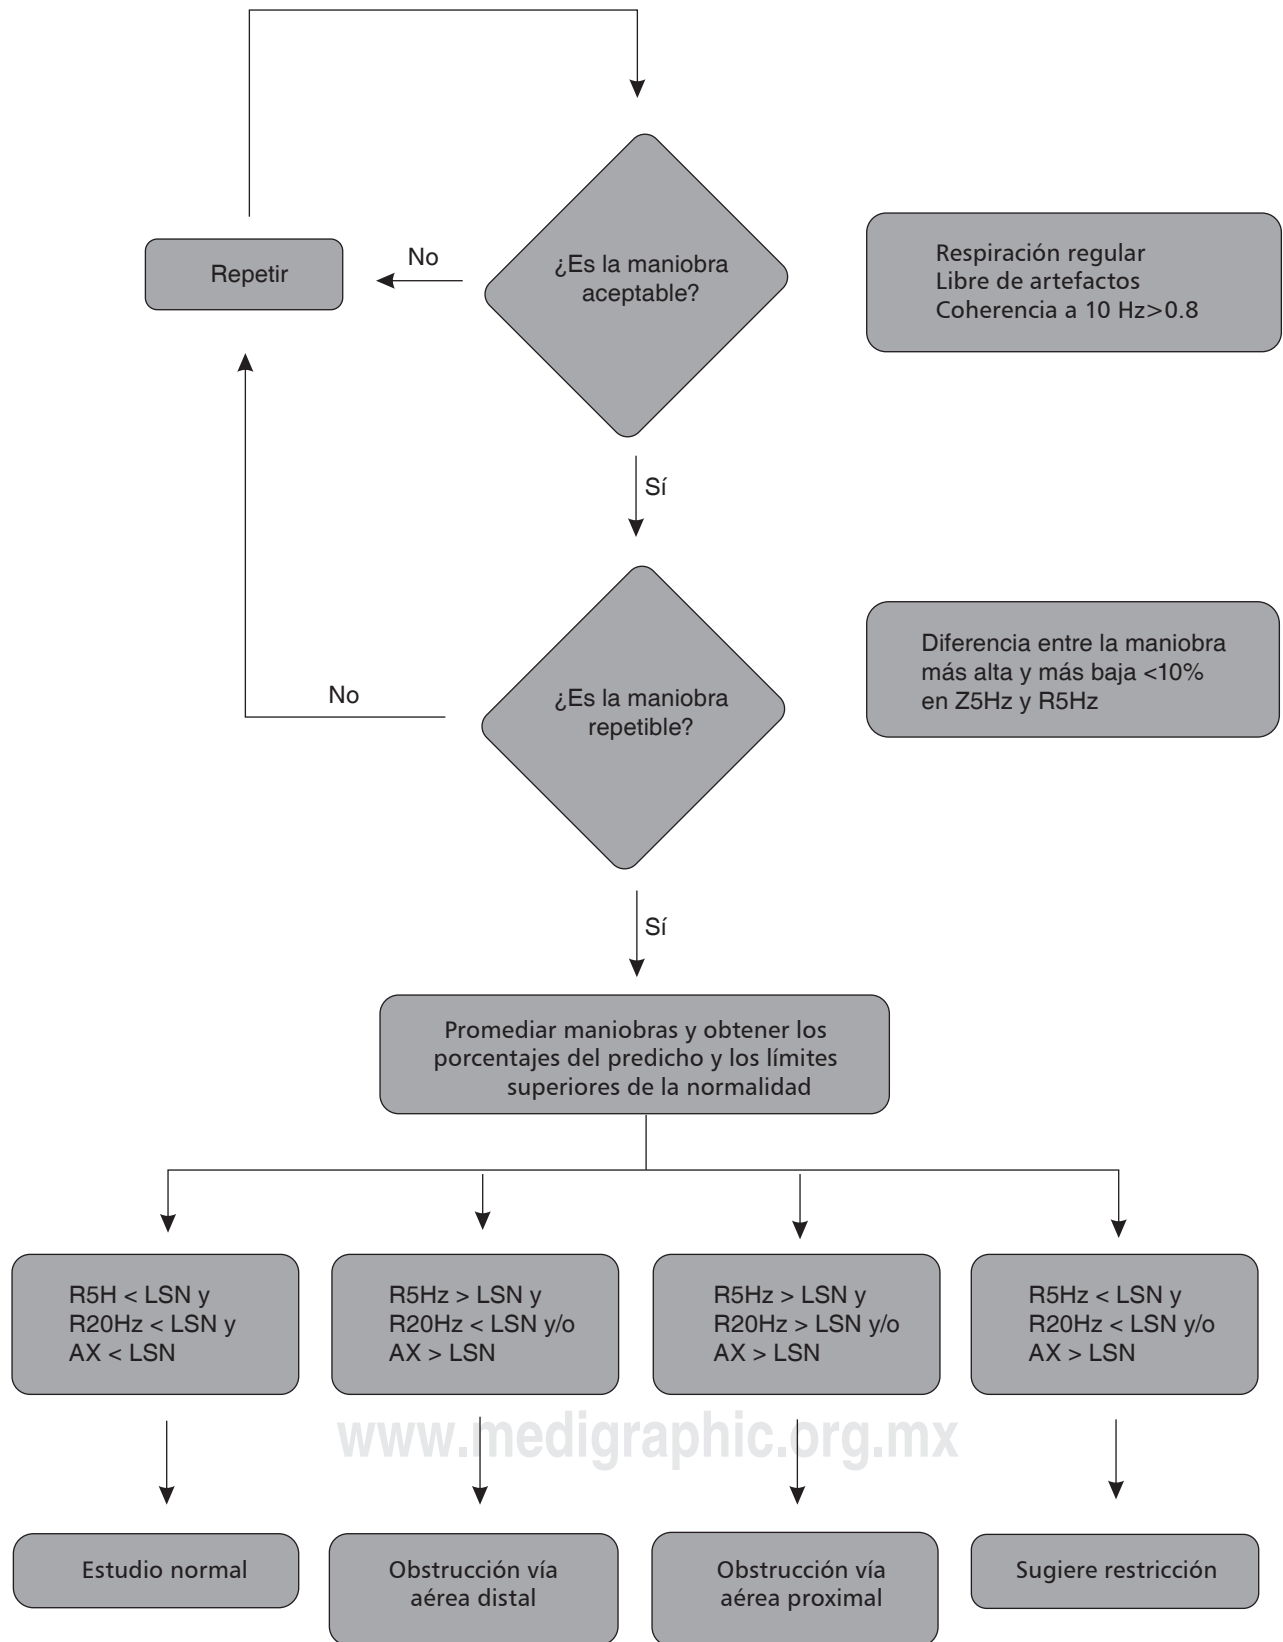 ¿Es la maniobra
aceptable?
No
Repetir
Respiración regular
Libre de artefactos
Coherencia a 10 Hz>0.8
Sí
¿Es la maniobra
repetible?
No
Diferencia entre la maniobra
más alta y más baja <10%
en Z5Hz y R5Hz
Sí
Promediar maniobras y obtener los
porcentajes del predicho y los límites
superiores de la normalidad
R5H < LSN y
R20Hz < LSN y
AX < LSN
R5Hz > LSN y
R20Hz < LSN y/o
AX > LSN
R5Hz > LSN y
R20Hz > LSN y/o
AX > LSN
R5Hz < LSN y
R20Hz < LSN y/o
AX > LSN
www.medigraphic.org.mx
Estudio normal
Obstrucción vía
aérea distal
Obstrucción vía
aérea proximal
Sugiere restricción